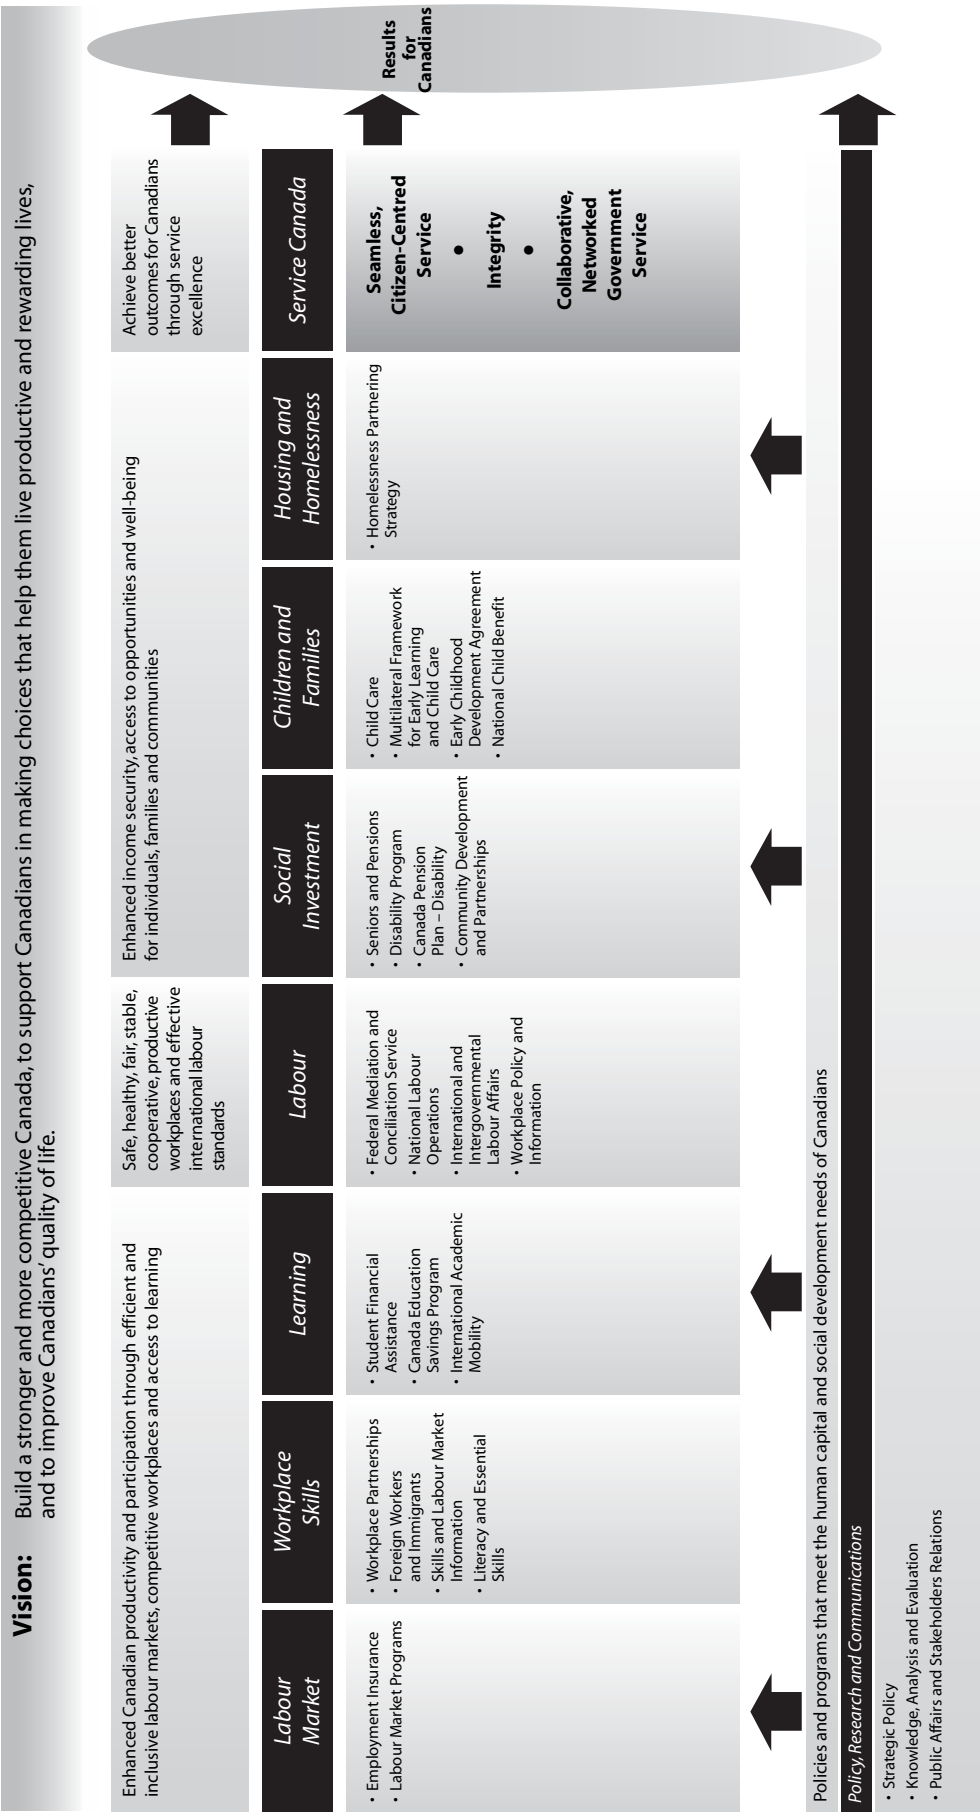 Vision: Build a stronger and more competitive Canada, to support Canadians in making choices that help them live productive and rewarding lives,
and to improve Canadians' quality of life.
Enhanced Canadian productivity and participation through efficient and
inclusive labour markets, competitive workplaces and access to learning
Safe, healthy, fair, stable,
cooperative, productive
workplaces and effective
international labour
standards
Enhanced income security, access to opportunities and well-being
for individuals, families and communities
Achieve better
outcomes for Canadians
through service
excellence
Labour
Market
Workplace
Skills
Learning
Labour
Social
Investment
Children and
Families
Housing and
Homelessness
Service Canada
• Employment Insurance
• Labour Market Programs
• Workplace Partnerships
• Foreign Workers
and Immigrants
• Skills and Labour Market
Information
• Literacy and Essential
Skills
• Student Financial
Assistance
• Canada Education
Savings Program
• International Academic
Mobility
• Federal Mediation and
Conciliation Service
• National Labour
Operations
• International and
Intergovernmental
Labour Affairs
• Workplace Policy and
Information
• Seniors and Pensions
• Disability Program
• Canada Pension
Plan – Disability
• Community Development
and Partnerships
• Child Care
• Multilateral Framework
for Early Learning
and Child Care
• Early Childhood
Development Agreement
• National Child Benefit
• Homelessness Partnering
Strategy
Seamless,
Citizen-Centred
Service
•
Integrity
•
Collaborative,
Networked
Government
Service
Results
for
Canadians
Policies and programs that meet the human capital and social development needs of Canadians
Policy, Research and Communications
• Strategic Policy
• Knowledge, Analysis and Evaluation
• Public Affairs and Stakeholders Relations